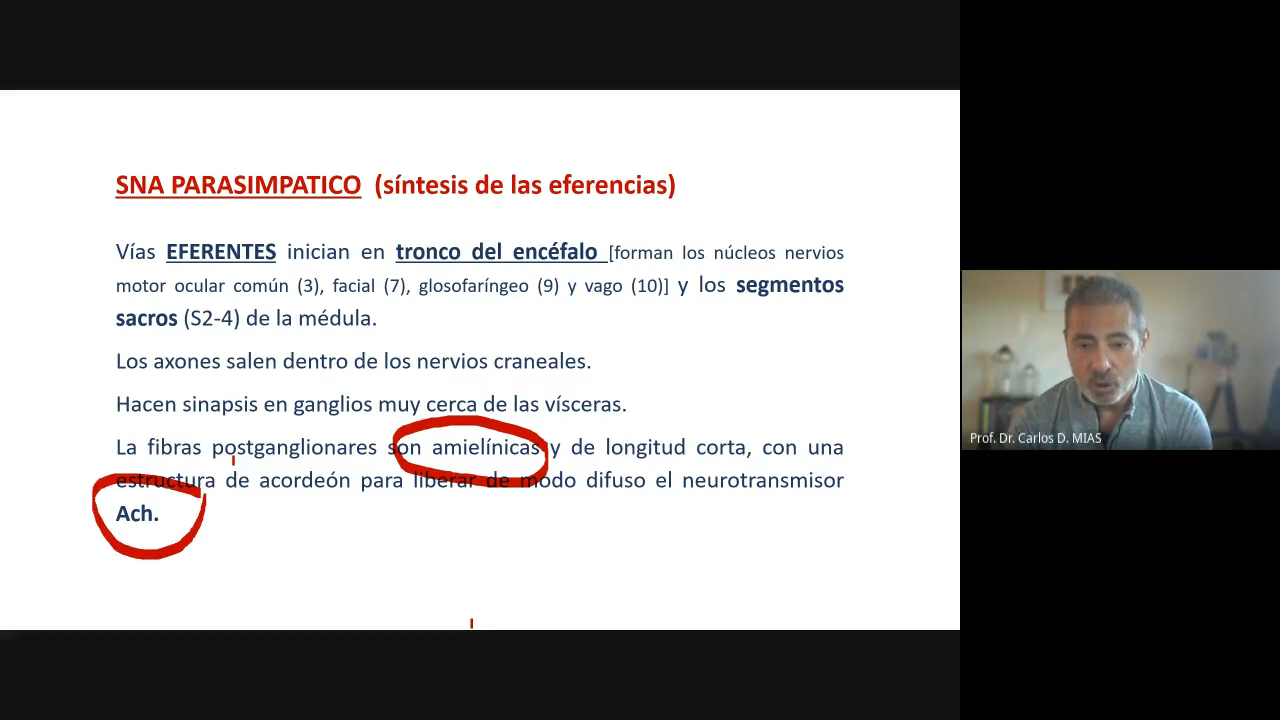 SNA PARASIMPATICO (síntesis de las eferencias)
Vías EFERENTES inician en tronco del encéfalo [forman los núcleos nervios
motor ocular común (3), facial (7), glosofaríngeo (9) y vago (10)] y los segmentos
sacros (S2-4) de la médula.
Los axones salen dentro de los nervios craneales.
Hacen sinapsis en ganglios muy cerca de las vísceras.
La fibras postganglionares son amielínicas y de longitud corta, con una
estructura de acordeón para liberar de modo difuso el neurotransmisor
Ach.
Prof. Dr. Carlos D. MIAS